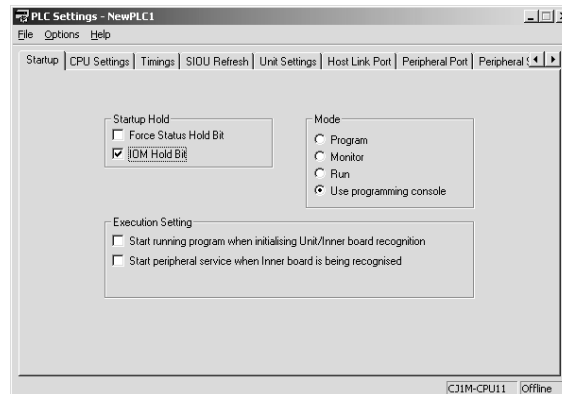 PLC Settings - NewPLC1
File Options Help
Startup CPU Settings Timings SIOU Refresh Unit Settings Host Link Port Peripheral Port Peripheral
Startup Hold
Force Status Hold Bit
IOM Hold Bit
Mode
Program
Monitor
Run
Use programming console
Execution Setting
Start running program when initialising Unit/Inner board recognition
Start peripheral service when Inner board is being recognised
CJ1M-CPU11 Offline